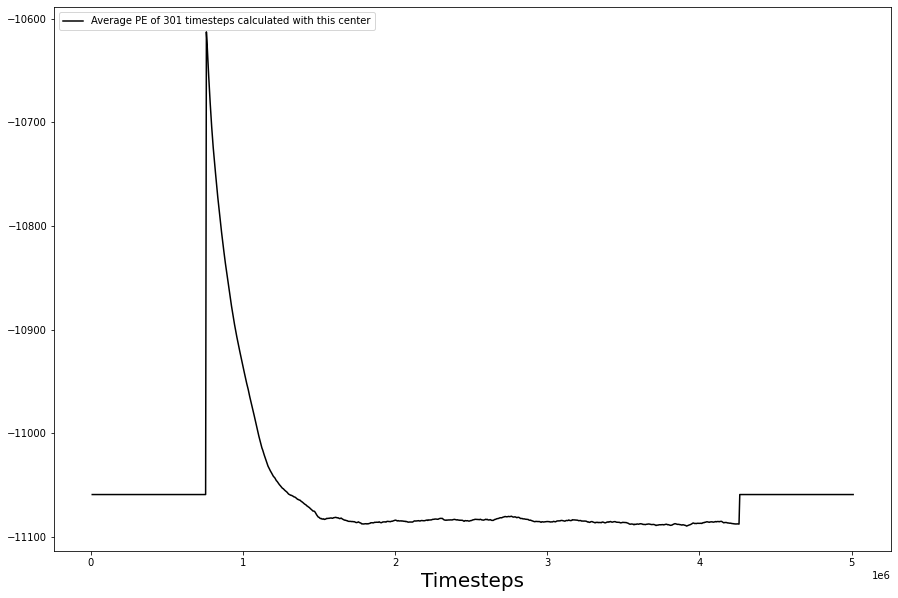 Average PE of 301 timesteps calculated with this center
−10600
−10700
−10800
−10900
−11000
−11100
0 1 2 3 4 5
1e6
Timesteps